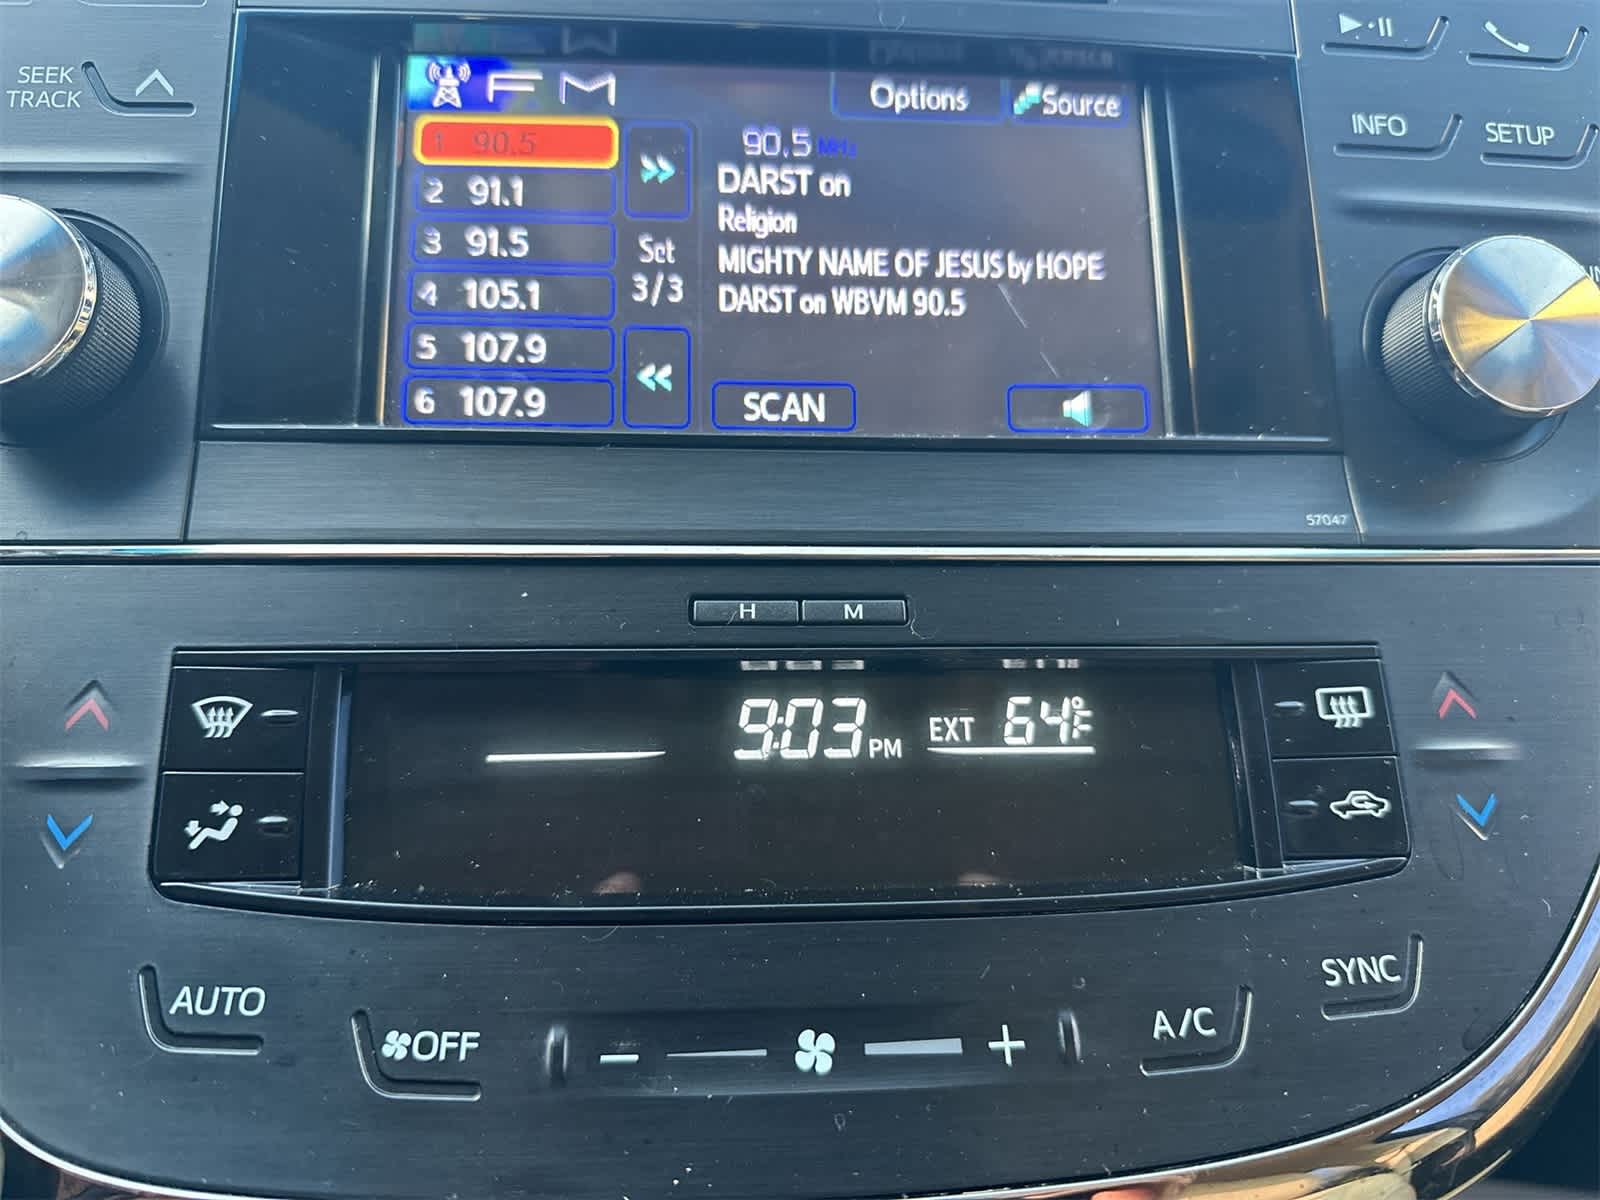 SEEK
TRACK
FM
Options
Source
1 90.5
2 91.1
3 91.5
4 105.1
5 107.9
6 107.9
Set
3/3
90.5 MHz
DARST on
Religion
MIGHTY NAME OF JESUS by HOPE
DARST on WBVM 90.5
SCAN
INFO
SETUP
57047
H
M
9:03 PM
EXT 64°F
AUTO
OFF
- +
A/C
SYNC